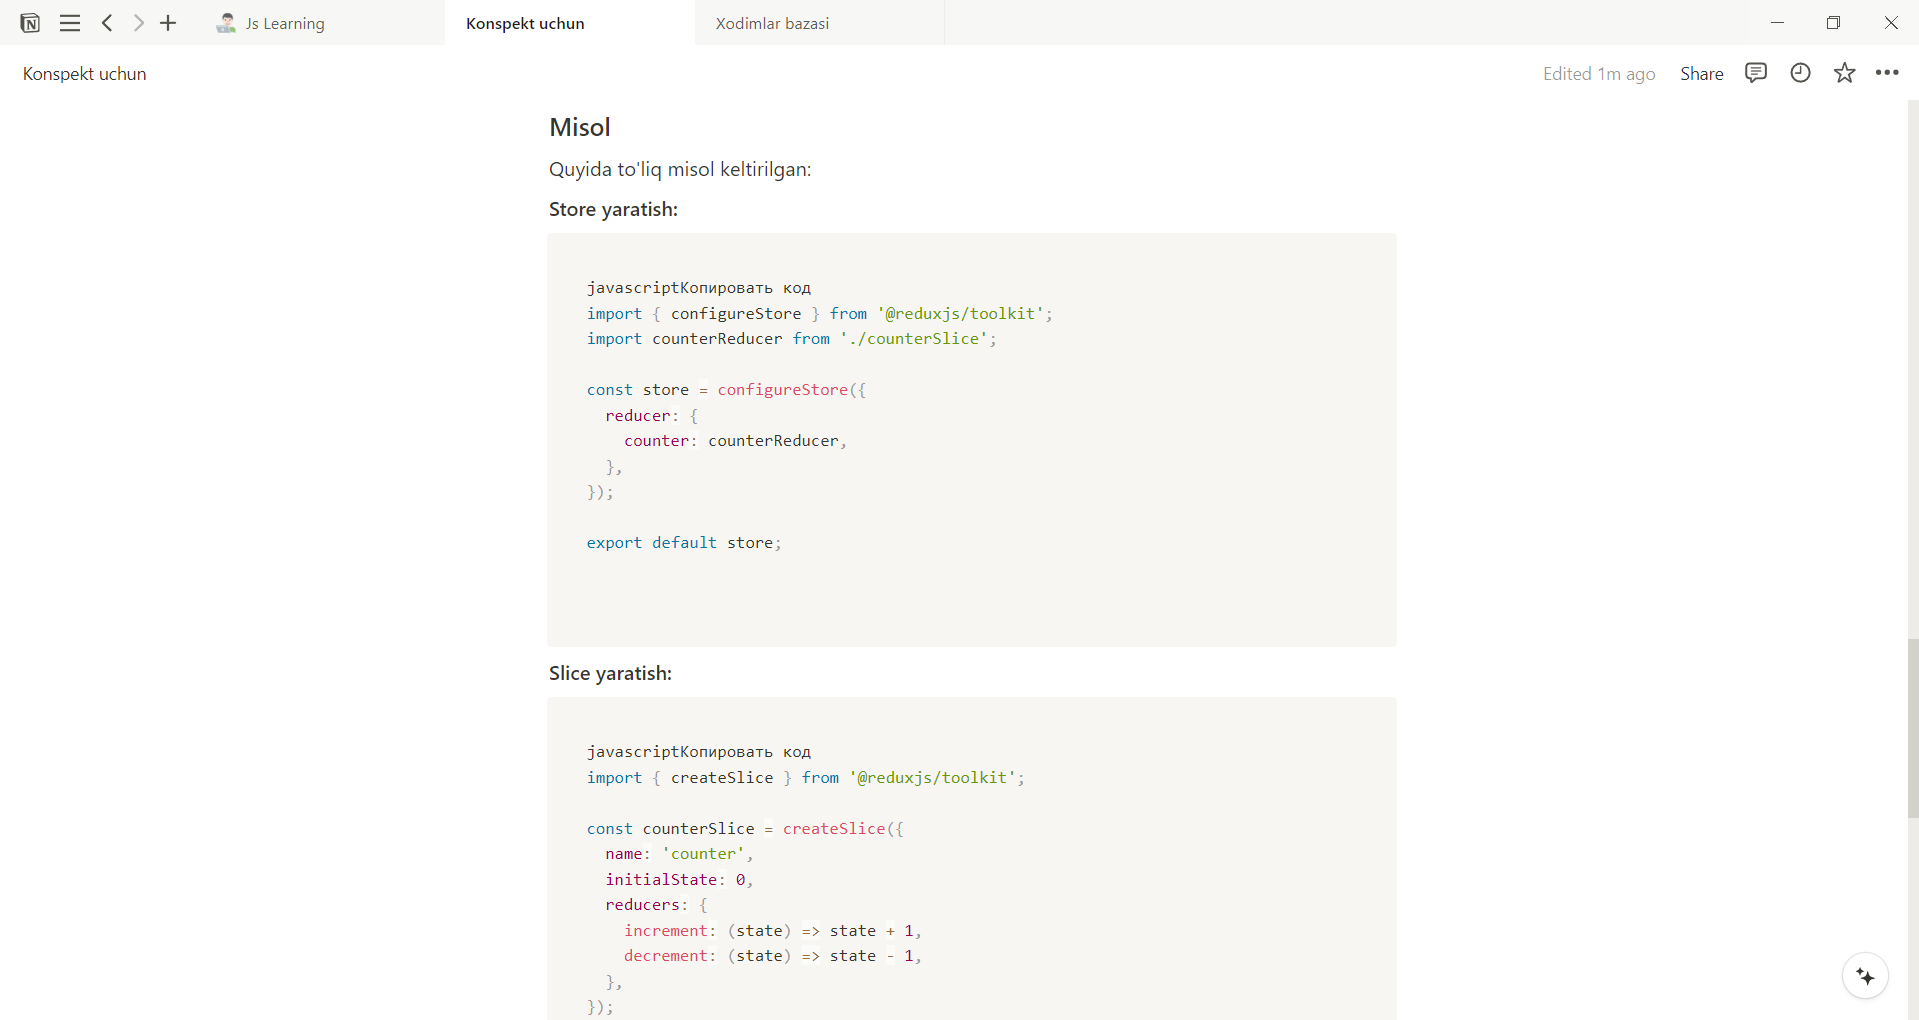 Js Learning
Konspekt uchun
Xodimlar bazasi
Konspekt uchun
Edited 1m ago
Share
Misol
Quyida to'liq misol keltirilgan:
Store yaratish:
javascriptКопировать код
import { configureStore } from '@reduxjs/toolkit';
import counterReducer from './counterSlice';
const store = configureStore({
  reducer: {
    counter: counterReducer,
  },
});
export default store;
Slice yaratish:
javascriptКопировать код
import { createSlice } from '@reduxjs/toolkit';
const counterSlice = createSlice({
  name: 'counter',
  initialState: 0,
  reducers: {
    increment: (state) => state + 1,
    decrement: (state) => state - 1,
  },
});